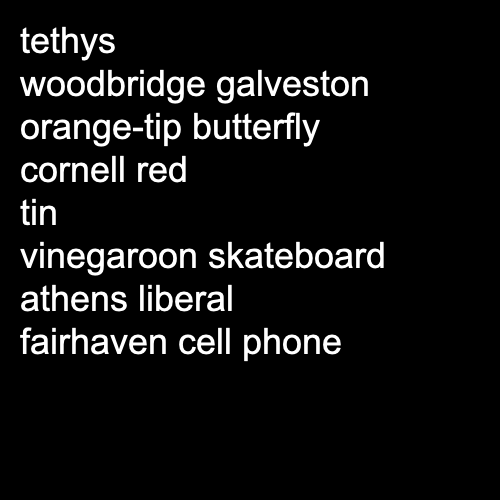 tethys
woodbridge galveston
orange-tip butterfly
cornell red
tin
vinegaroon skateboard
athens liberal
fairhaven cell phone